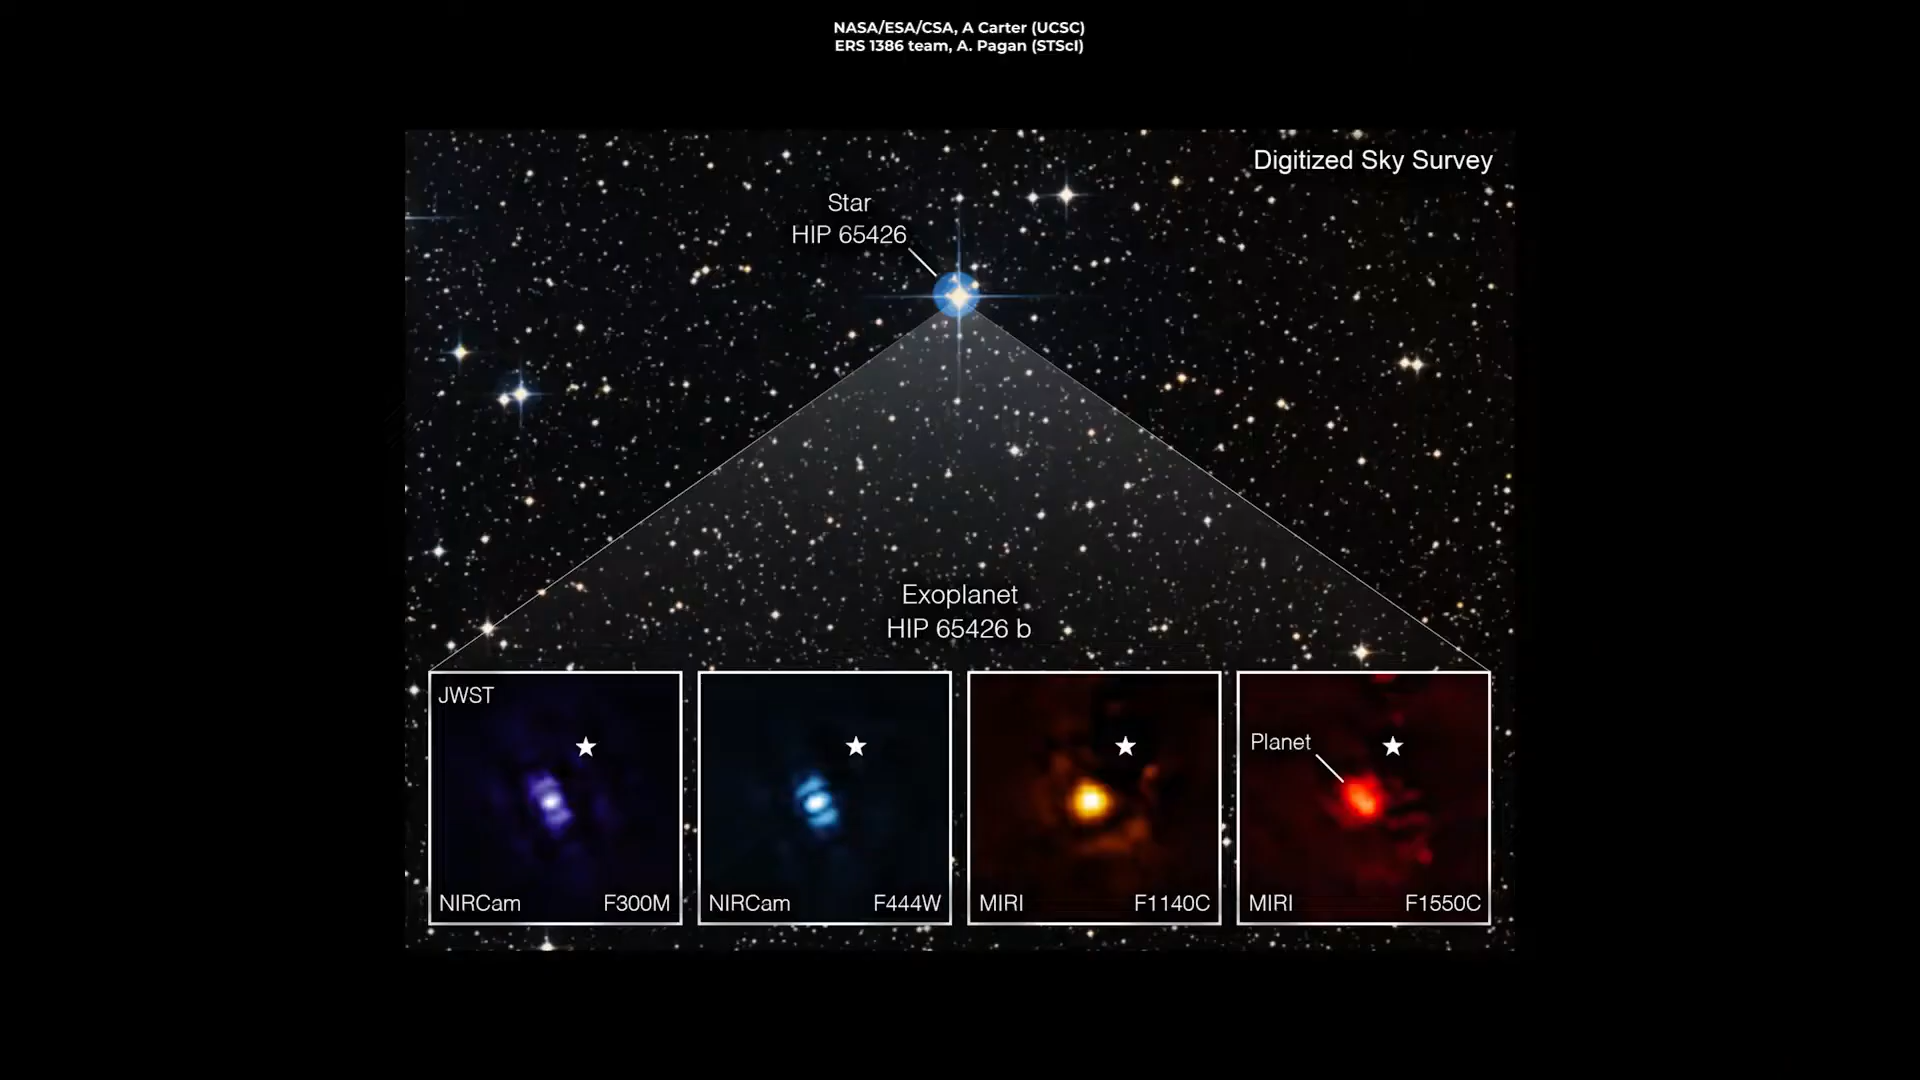 NASA/ESA/CSA, A Carter (UCSC)
ERS 1386 team, A. Pagan (STScI)
Digitized Sky Survey
Star
HIP 65426
Exoplanet
HIP 65426 b
JWST
NIRCam
F300M
NIRCam
F444W
MIRI
F1140C
Planet
MIRI
F1550C